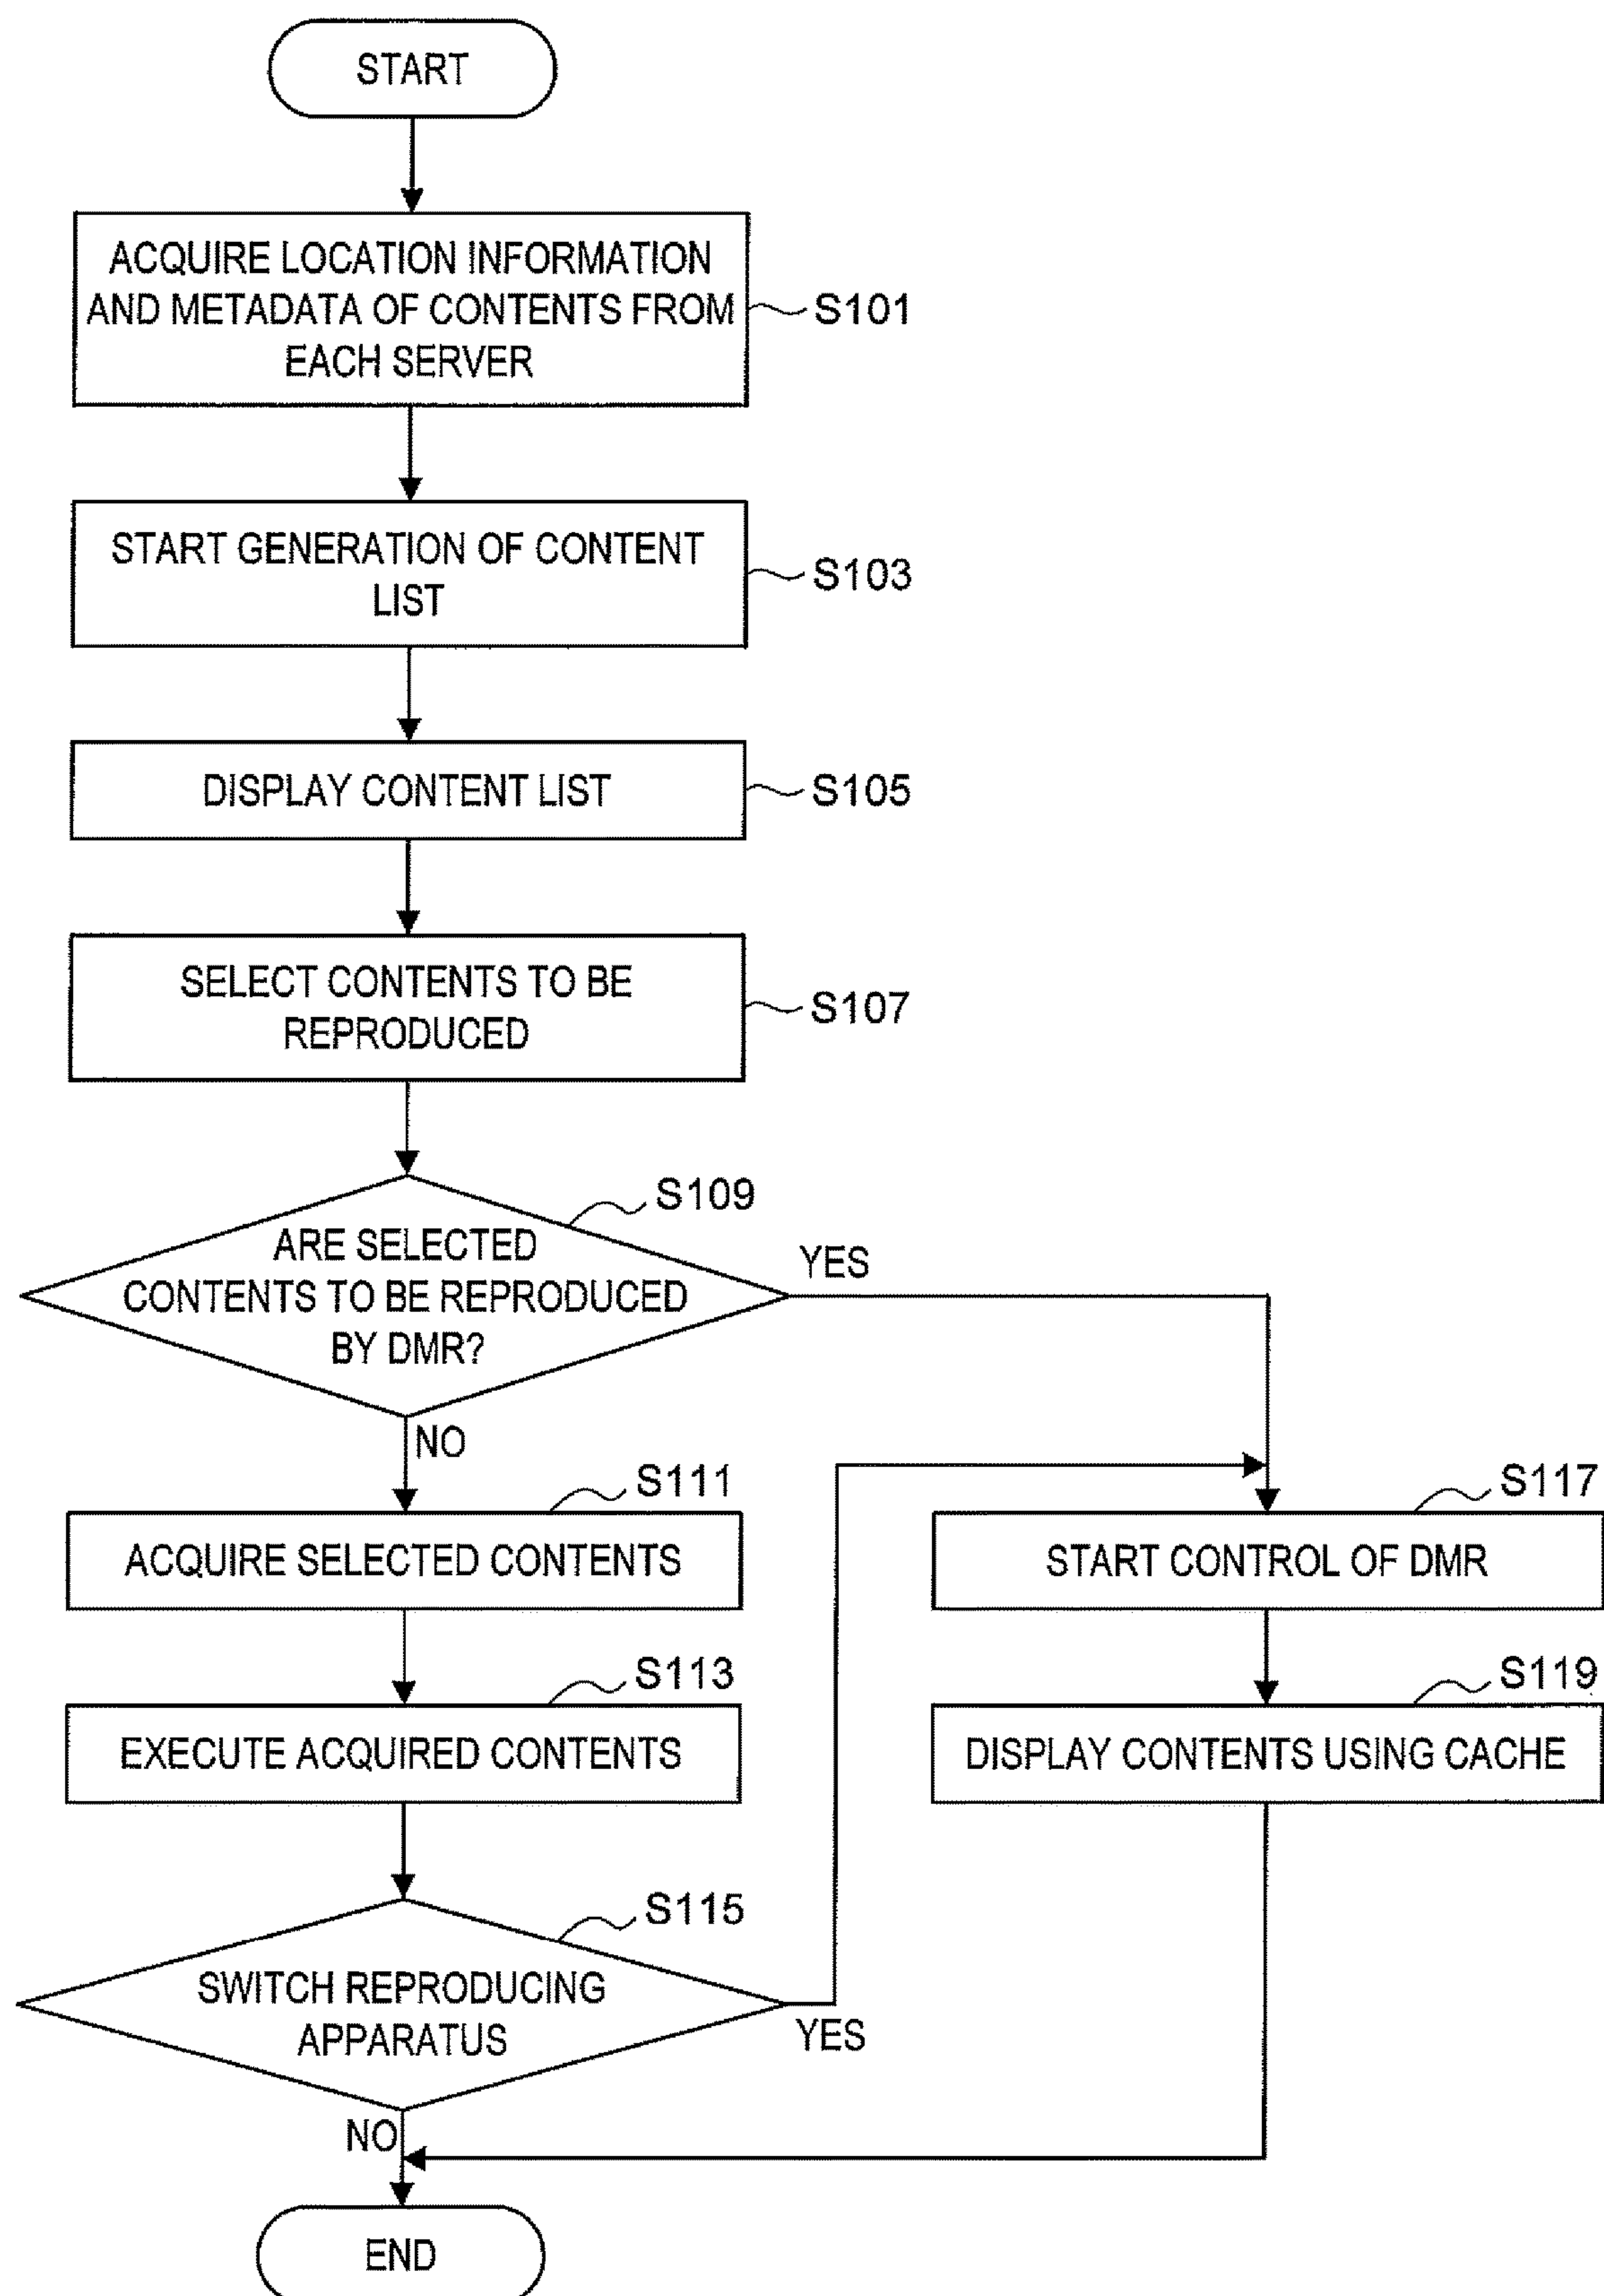 START
ACQUIRE LOCATION INFORMATION
AND METADATA OF CONTENTS FROM
EACH SERVER
S101
START GENERATION OF CONTENT
LIST
S103
DISPLAY CONTENT LIST
S105
SELECT CONTENTS TO BE
REPRODUCED
S107
S109
ARE SELECTED
CONTENTS TO BE REPRODUCED
BY DMR?
YES
NO
S111
ACQUIRE SELECTED CONTENTS
S117
START CONTROL OF DMR
S113
EXECUTE ACQUIRED CONTENTS
S119
DISPLAY CONTENTS USING CACHE
S115
SWITCH REPRODUCING
APPARATUS
YES
NO
END